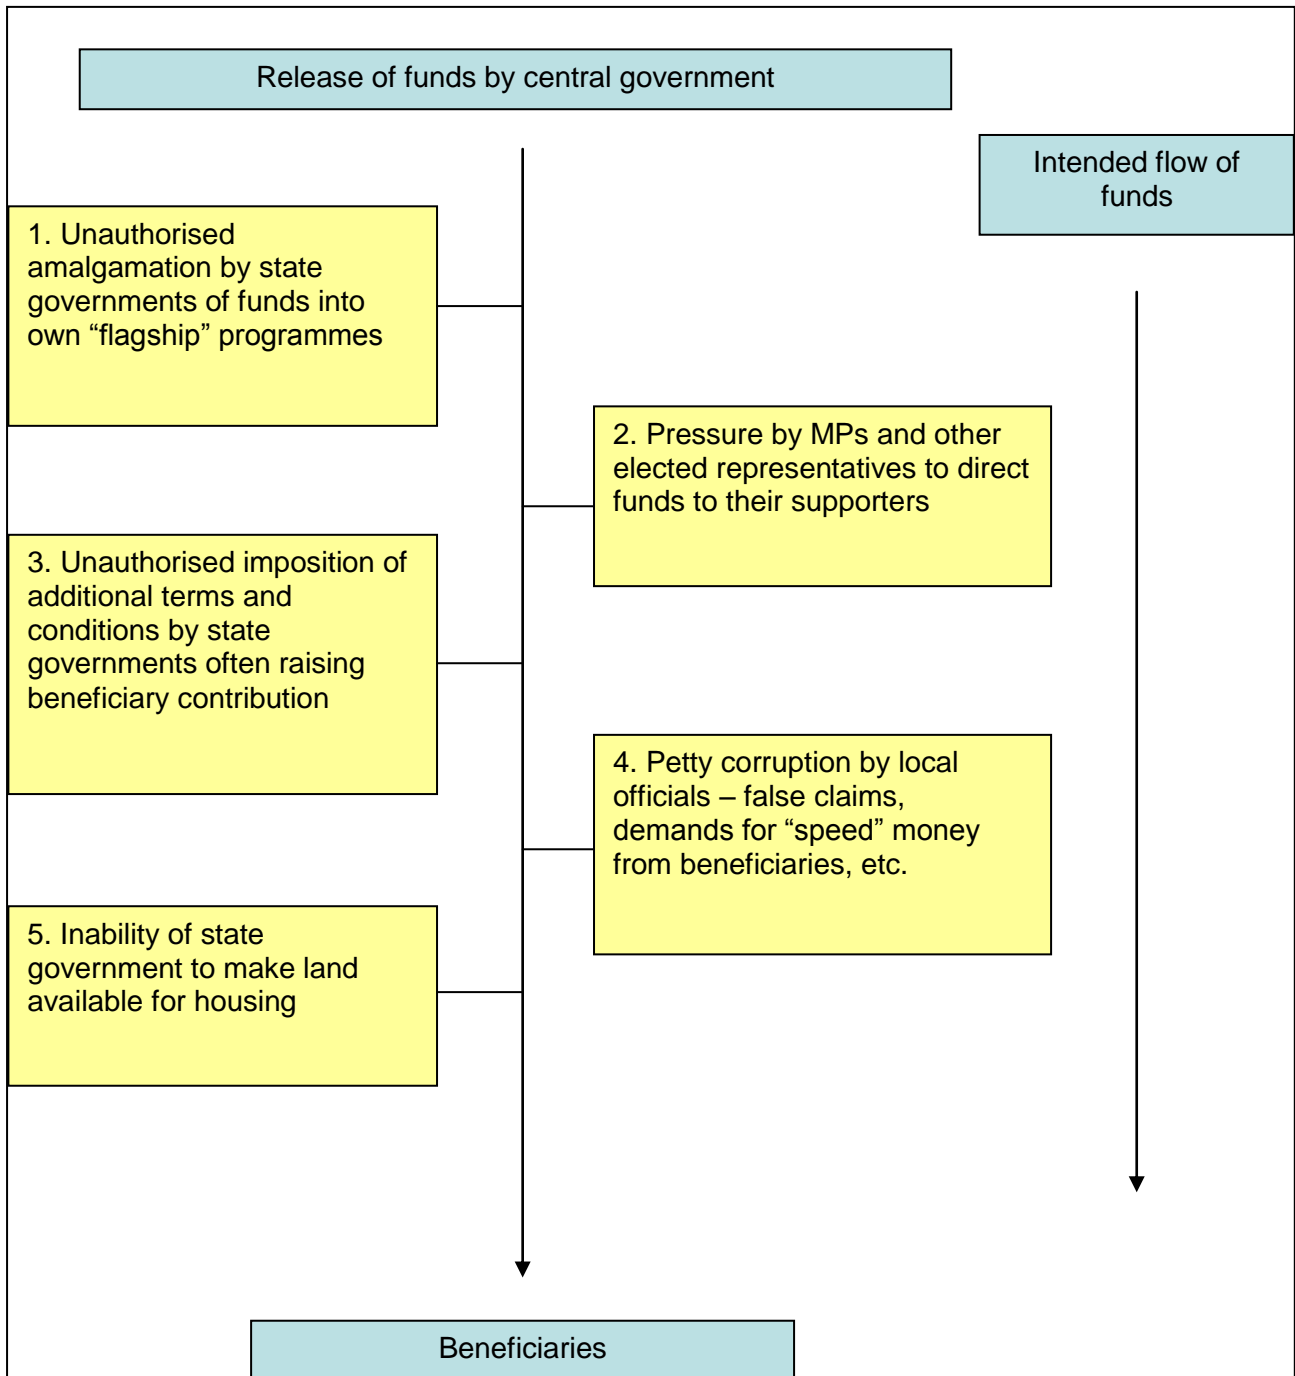 Release of funds by central government
Intended flow of
funds
1. Unauthorised
amalgamation by state
governments of funds into
own “flagship” programmes
2. Pressure by MPs and other
elected representatives to direct
funds to their supporters
3. Unauthorised imposition of
additional terms and
conditions by state
governments often raising
beneficiary contribution
4. Petty corruption by local
officials – false claims,
demands for “speed” money
from beneficiaries, etc.
5. Inability of state
government to make land
available for housing
Beneficiaries